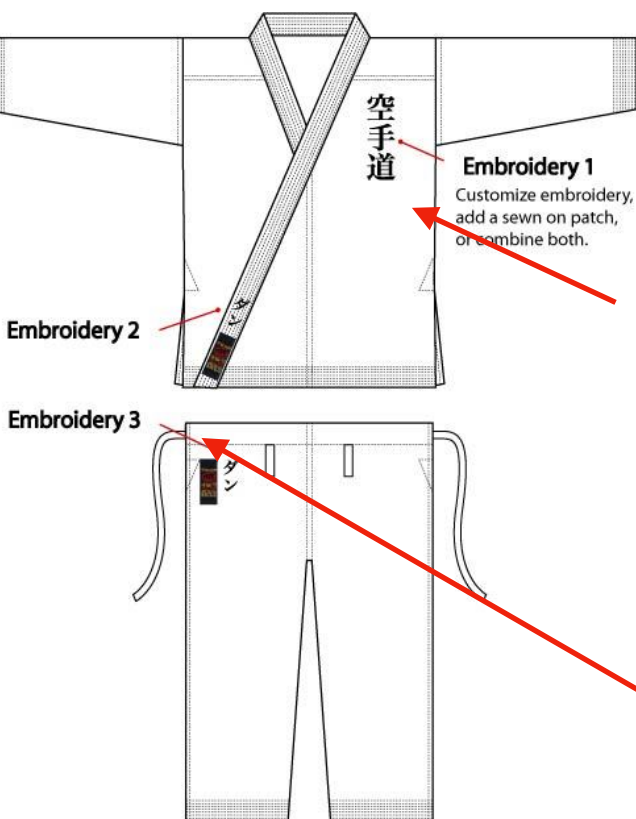 空手道
Embroidery 1
Customize embroidery,
add a sewn on patch,
or combine both.
ダン
Embroidery 2
Embroidery 3
ダン